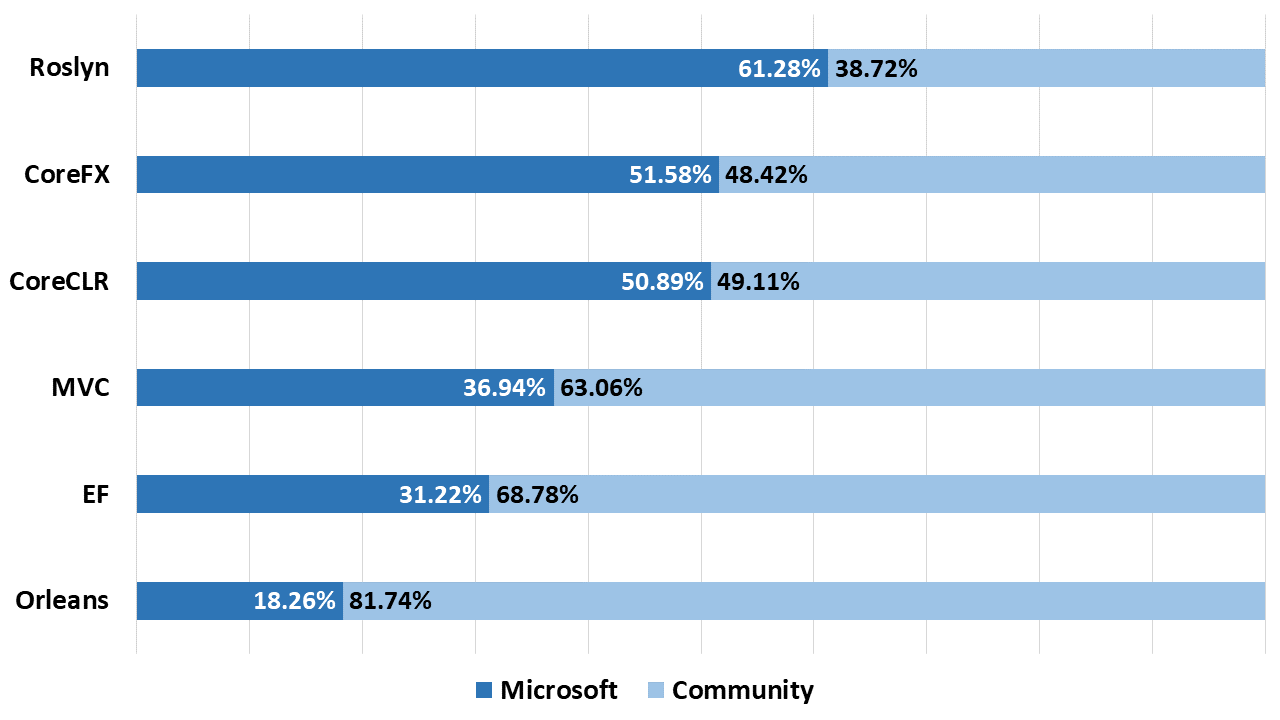 Roslyn 61.28% 38.72%
CoreFX 51.58% 48.42%
CoreCLR 50.89% 49.11%
MVC 36.94% 63.06%
EF 31.22% 68.78%
Orleans 18.26% 81.74%
Microsoft Community